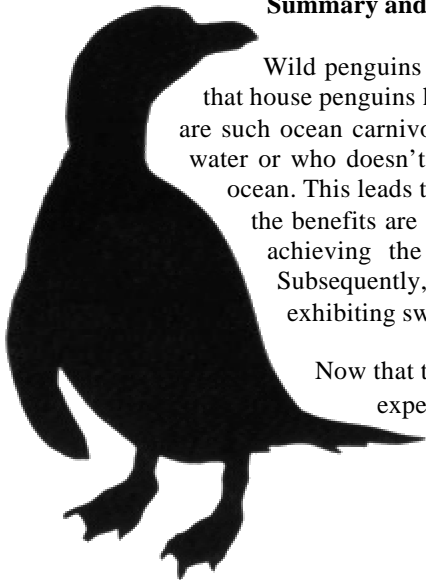 Summary and
Wild penguins
that house penguins
are such ocean carnivo
water or who doesn't
ocean. This leads t
the benefits are
achieving the
Subsequently,
exhibiting sw
Now that t
expe